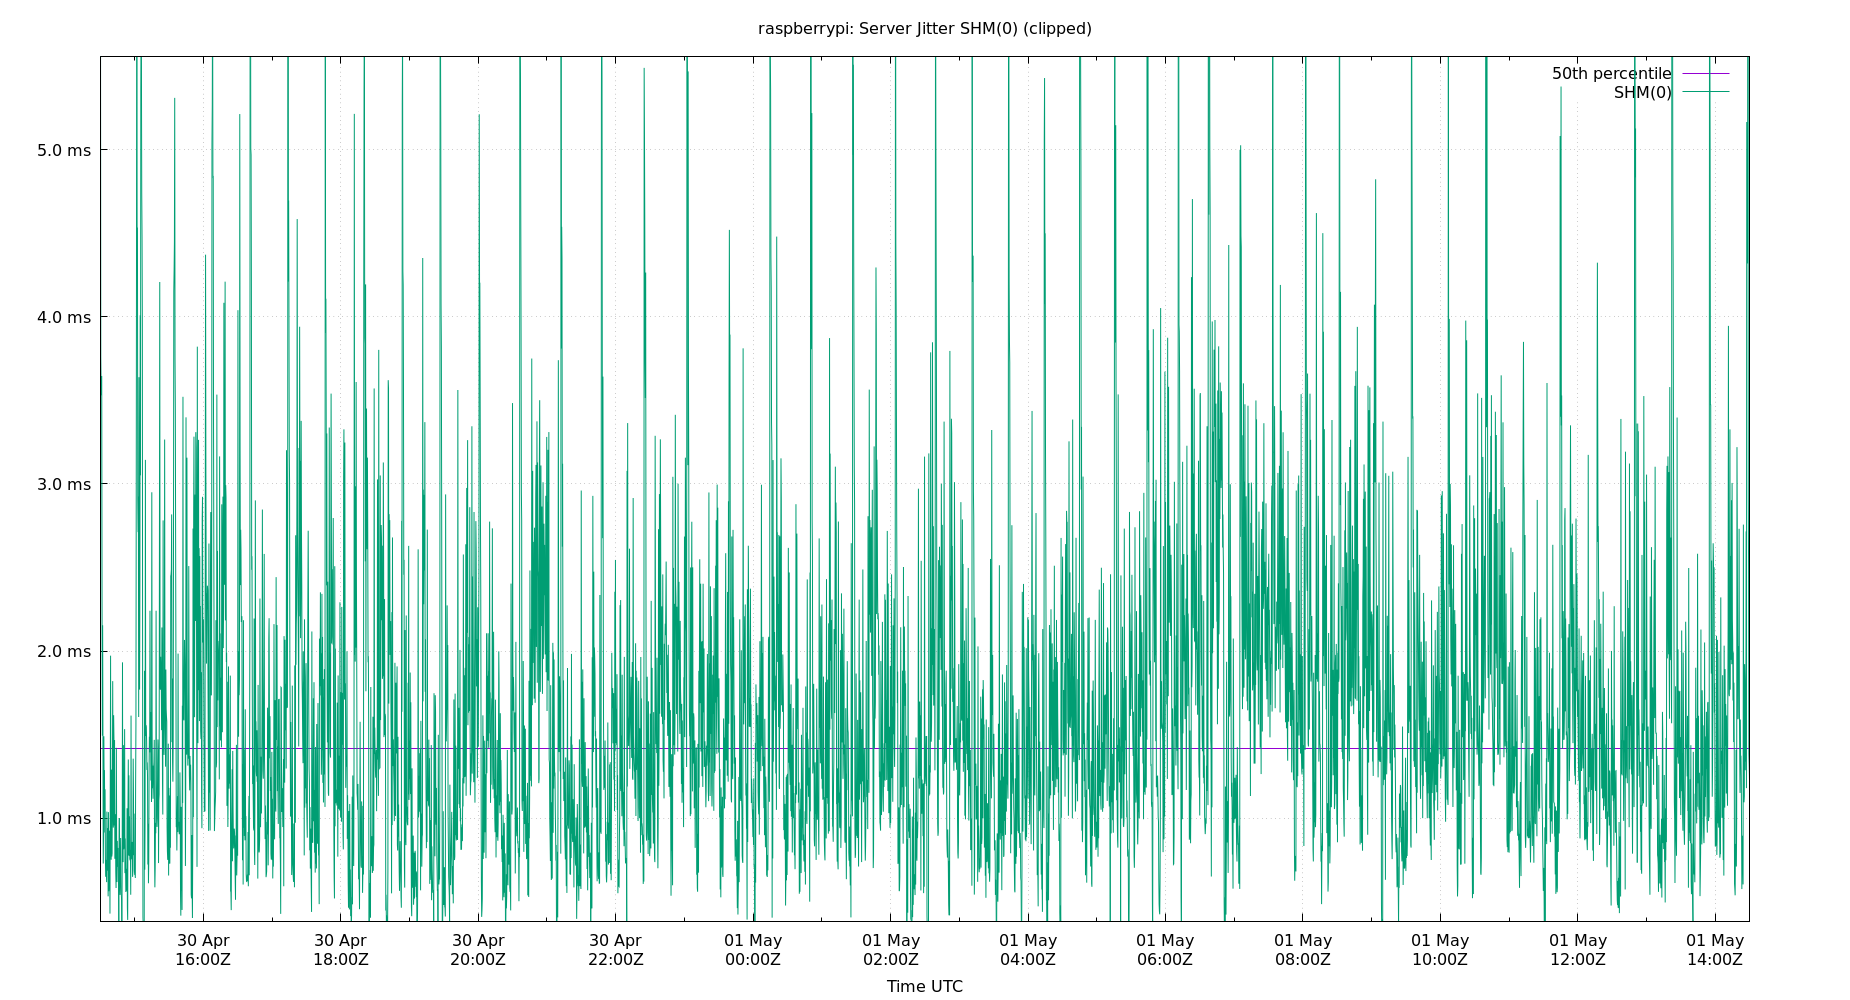 raspberrypi: Server Jitter SHM(0) (clipped)
50th percentile
SHM(0)
5.0 ms
4.0 ms
3.0 ms
2.0 ms
1.0 ms
30 Apr 30 Apr 30 Apr 30 Apr 01 May 01 May 01 May 01 May 01 May 01 May 01 May 01 May
16:00Z 18:00Z 20:00Z 22:00Z 00:00Z 02:00Z 04:00Z 06:00Z 08:00Z 10:00Z 12:00Z 14:00Z
Time UTC